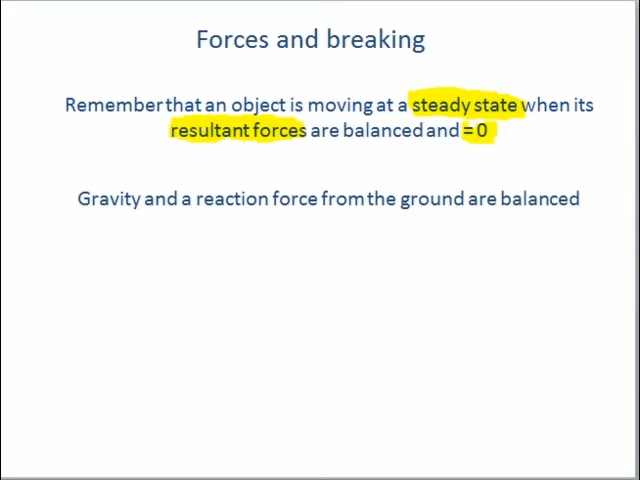 Forces and breaking
Remember that an object is moving at a steady state when its
resultant forces are balanced and = 0
Gravity and a reaction force from the ground are balanced